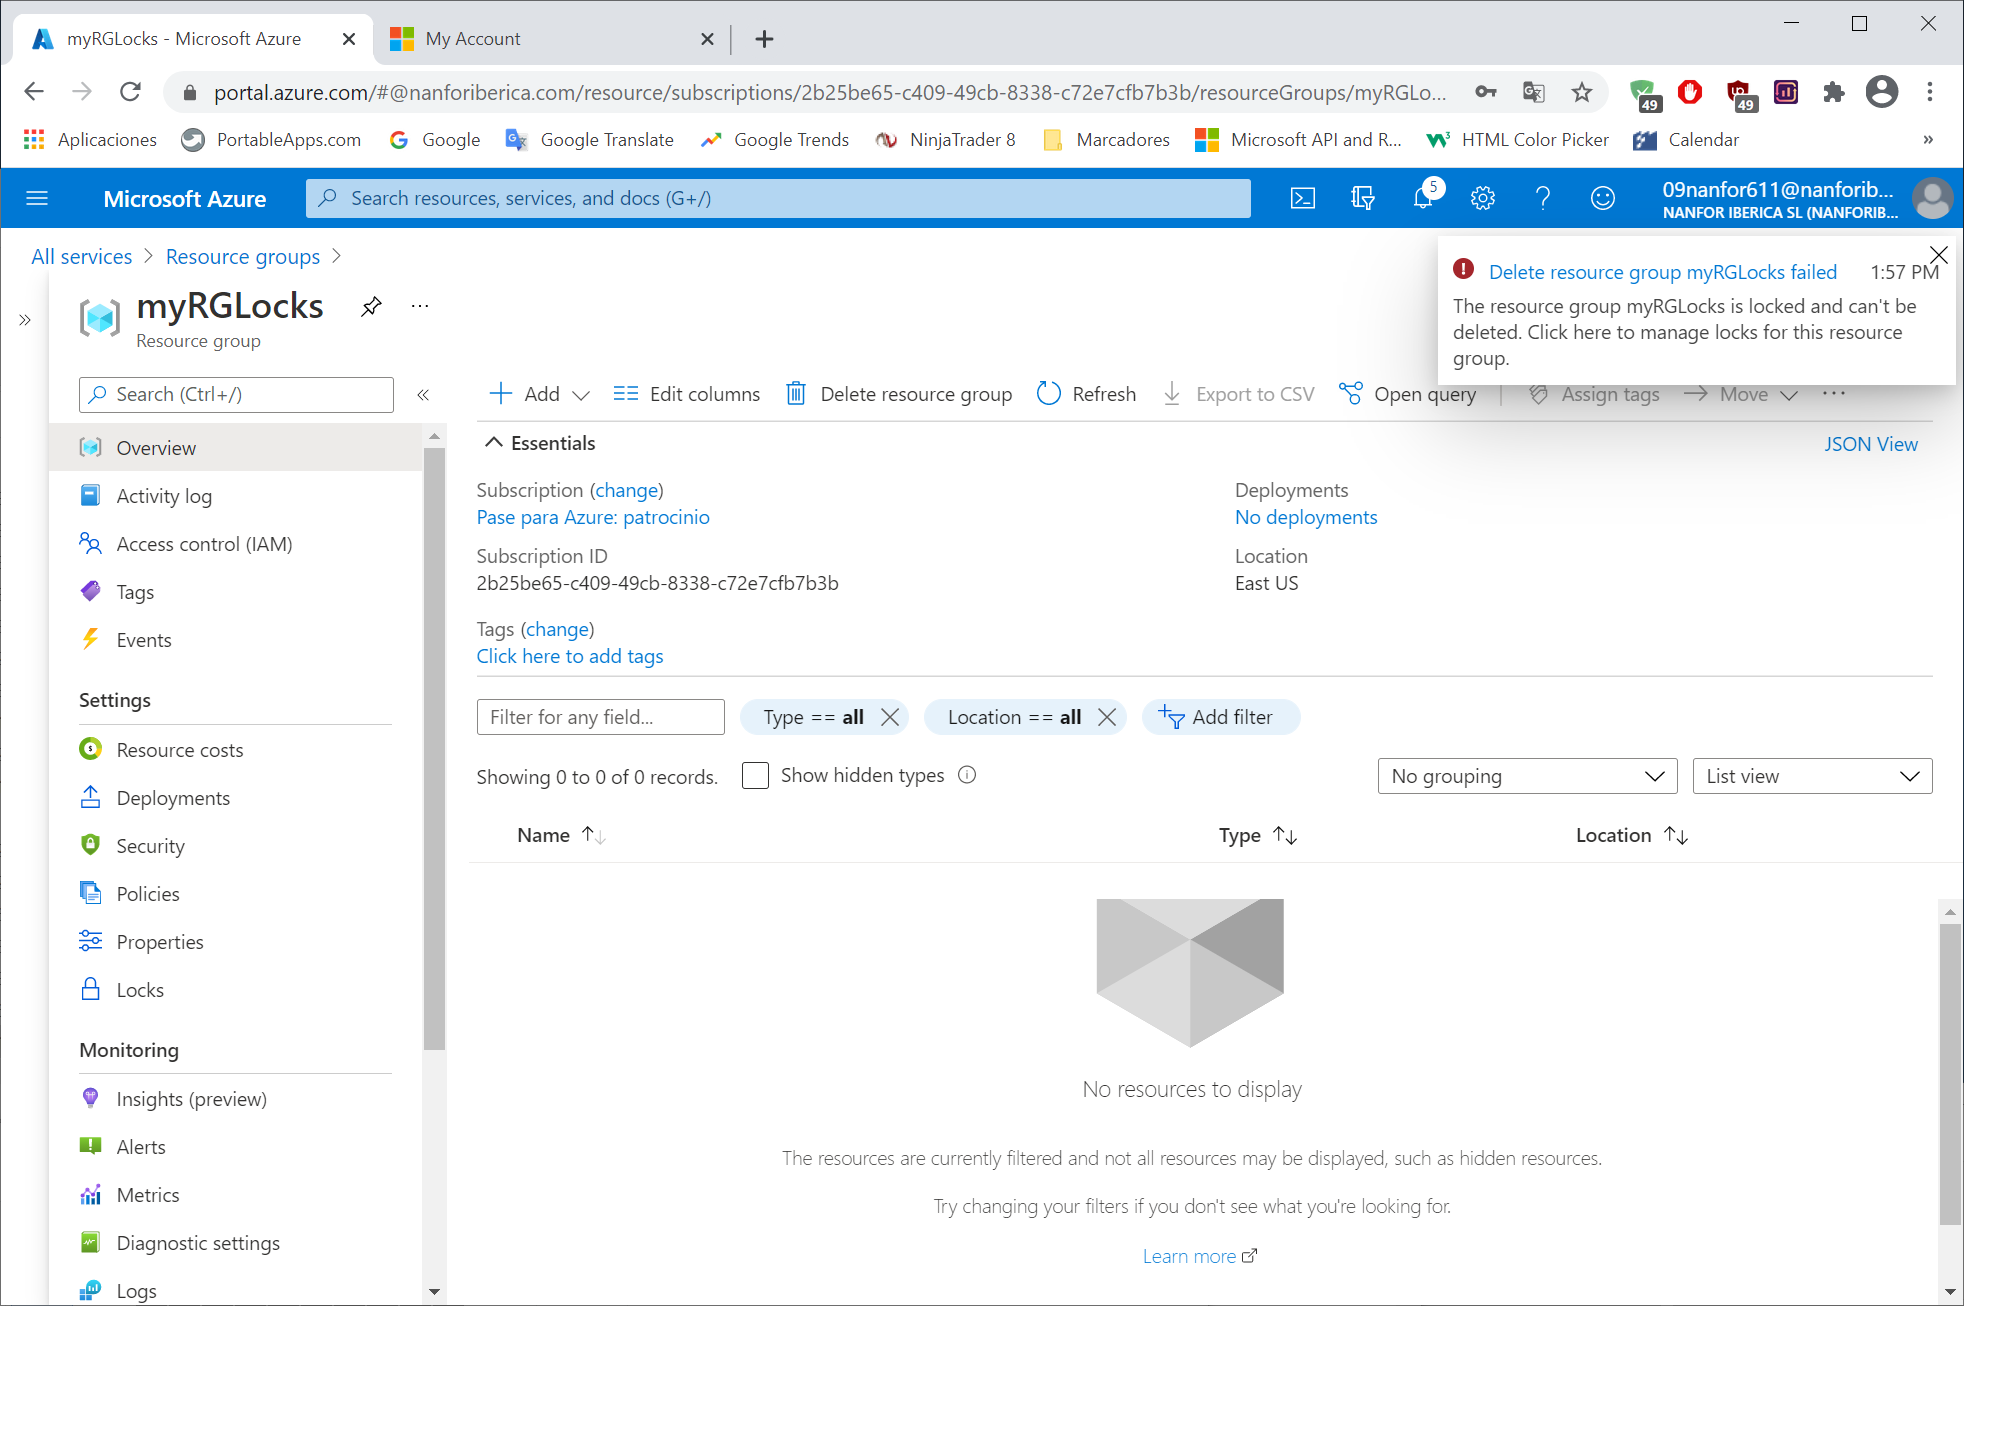 myRGLocks - Microsoft Azure
My Account
portal.azure.com/#@nanforiberica.com/resource/subscriptions/2b25be65-c409-49cb-8338-c72e7cfb7b3b/resourceGroups/myRGLo...
49
49
Aplicaciones
PortableApps.com
Google
Google Translate
Google Trends
NinjaTrader 8
Marcadores
Microsoft API and R...
HTML Color Picker
Calendar
»
Microsoft Azure
Search resources, services, and docs (G+/)
5
09nanfor611@nanforib...
NANFOR IBERICA SL (NANFORIB...
All services > Resource groups >
Delete resource group myRGLocks failed 1:57 PM
The resource group myRGLocks is locked and can't be
deleted. Click here to manage locks for this resource
group.
myRGLocks
...
Resource group
Search (Ctrl+/)
«
Add
Edit columns
Delete resource group
Refresh
Export to CSV
Open query
Assign tags
Move
...
Overview
Activity log
Access control (IAM)
Tags
Events
Settings
Resource costs
Deployments
Security
Policies
Properties
Locks
Monitoring
Insights (preview)
Alerts
Metrics
Diagnostic settings
Logs
Essentials
JSON View
Subscription (change)
Pase para Azure: patrocinio
Subscription ID
2b25be65-c409-49cb-8338-c72e7cfb7b3b
Deployments
No deployments
Location
East US
Tags (change)
Click here to add tags
Filter for any field...
Type == all
Location == all
Add filter
Showing 0 to 0 of 0 records.
Show hidden types
No grouping
List view
Name
Type
Location
No resources to display
The resources are currently filtered and not all resources may be displayed, such as hidden resources.
Try changing your filters if you don't see what you're looking for.
Learn more